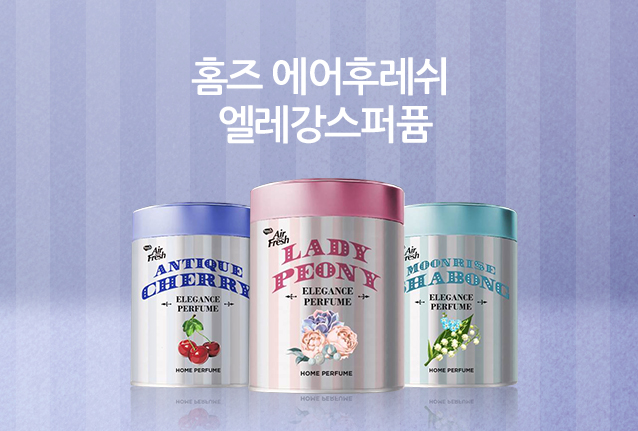 홈즈 에어후레쉬
엘레강스퍼퓸
Air
Fresh
ANTIQUE
CHERRY
ELEGANCE
PERFUME
HOME PERFUME
Air
Fresh
LADY
PEONY
ELEGANCE
PERFUME
HOME PERFUME
Air
Fresh
MOONRISE
SHABONG
ELEGANCE
PERFUME
HOME PERFUME